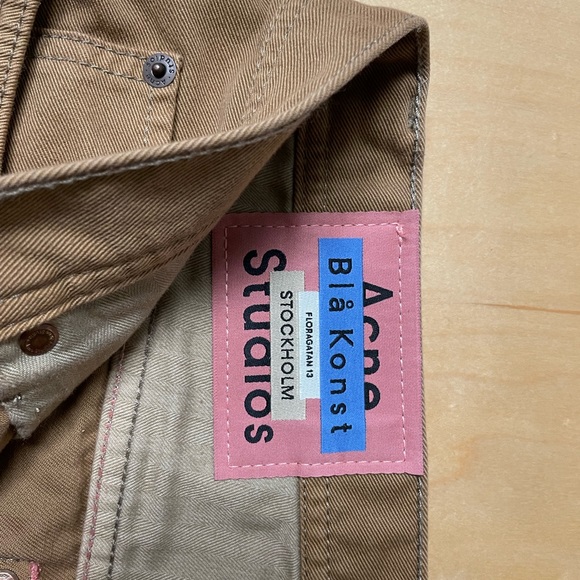 Acne
Blå Konst
FLORAGATAN 13
STOCKHOLM
Studios